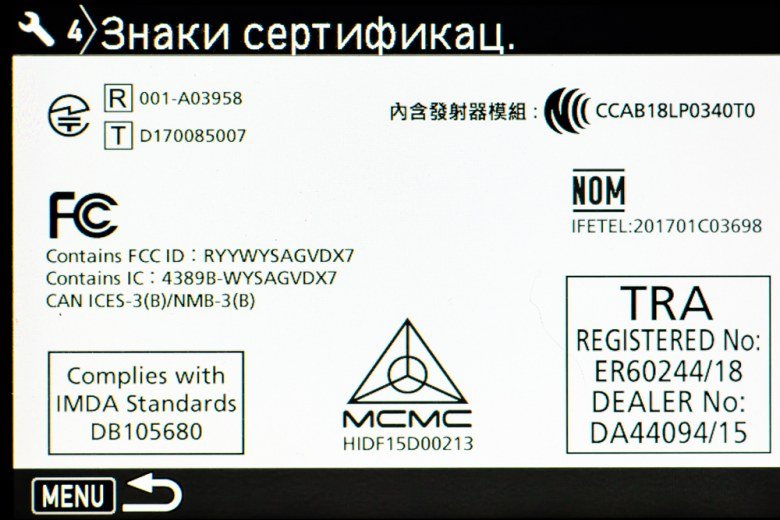 4 Знаки сертификац.
R 001-A03958
T D170085007
內含發射器模組 : CCAB18LP0340T0
FC
NOM
IFETEL:201701C03698
Contains FCC ID : RYYWYSAGVDX7
Contains IC : 4389B-WYSAGVDX7
CAN ICES-3(B)/NMB-3(B)
TRA
REGISTERED No:
ER60244/18
DEALER No:
DA44094/15
Complies with
IMDA Standards
DB105680
MCMC
HIDF15D00213
MENU